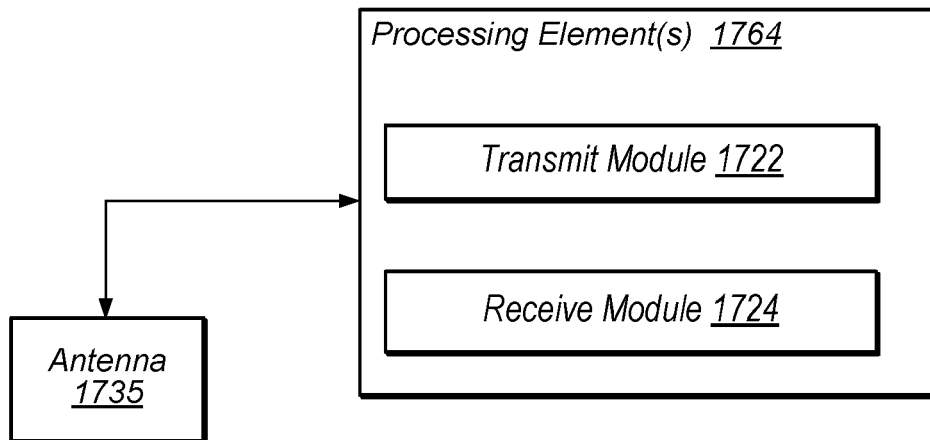 Processing Element(s) 1764
Transmit Module 1722
Receive Module 1724
Antenna
1735